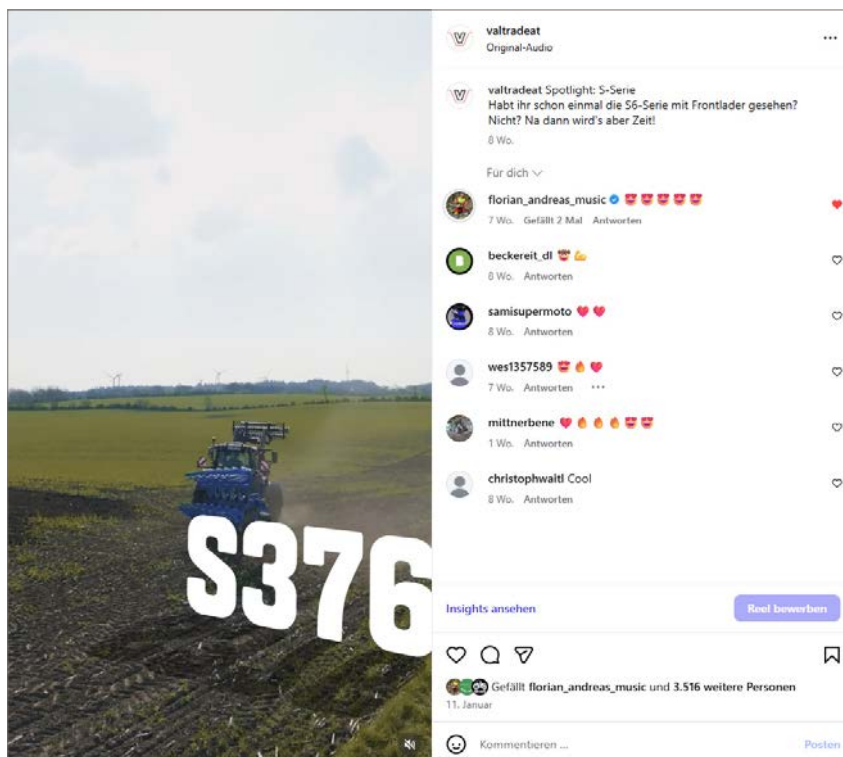 S376
valtradeat
Original-Audio
valtradeat Spotlight: S-Serie
Habt ihr schon einmal die S6-Serie mit Frontlader gesehen?
Nicht? Na dann wird's aber Zeit!
8 Wo.
Für dich
florian_andreas_music 😍😍😍😍😍
7 Wo. Gefällt 2 Mal Antworten
beckereit_dl 😍💪
8 Wo. Antworten
samisupermoto ❤️❤️
8 Wo. Antworten
wes1357589 😍🔥❤️
7 Wo. Antworten
mittnerbene ❤️🔥🔥🔥😍😍
1 Wo. Antworten
christophwaitl Cool
8 Wo. Antworten
Insights ansehen
Reel bewerben
Gefällt florian_andreas_music und 3.516 weitere Personen
11. Januar
Kommentieren ...
Posten